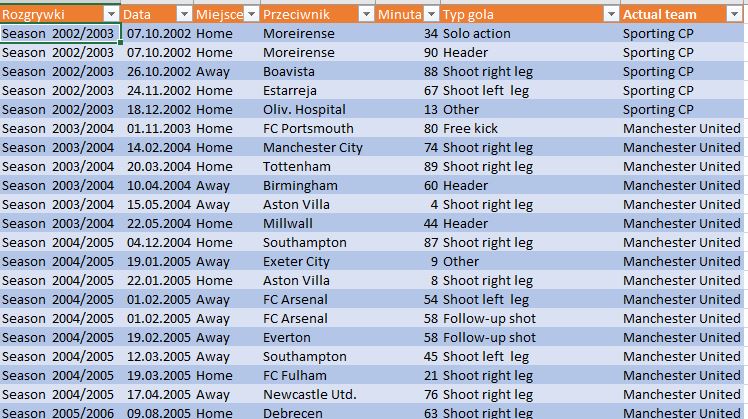 Rozgrywki Data Miejsce Przeciwnik Minuta Typ gola Actual team
Season 2002/2003 07.10.2002 Home Moreirense 34 Solo action Sporting CP
Season 2002/2003 07.10.2002 Home Moreirense 90 Header Sporting CP
Season 2002/2003 26.10.2002 Away Boavista 88 Shoot right leg Sporting CP
Season 2002/2003 24.11.2002 Home Estarreja 67 Shoot left leg Sporting CP
Season 2002/2003 18.12.2002 Home Oliv. Hospital 13 Other Sporting CP
Season 2003/2004 01.11.2003 Home FC Portsmouth 80 Free kick Manchester United
Season 2003/2004 14.02.2004 Home Manchester City 74 Shoot right leg Manchester United
Season 2003/2004 20.03.2004 Home Tottenham 89 Shoot right leg Manchester United
Season 2003/2004 10.04.2004 Away Birmingham 60 Header Manchester United
Season 2003/2004 15.05.2004 Away Aston Villa 4 Shoot right leg Manchester United
Season 2003/2004 22.05.2004 Home Millwall 44 Header Manchester United
Season 2004/2005 04.12.2004 Home Southampton 87 Shoot right leg Manchester United
Season 2004/2005 19.01.2005 Away Exeter City 9 Other Manchester United
Season 2004/2005 22.01.2005 Home Aston Villa 8 Shoot right leg Manchester United
Season 2004/2005 01.02.2005 Away FC Arsenal 54 Shoot left leg Manchester United
Season 2004/2005 01.02.2005 Away FC Arsenal 58 Follow-up shot Manchester United
Season 2004/2005 19.02.2005 Away Everton 58 Follow-up shot Manchester United
Season 2004/2005 12.03.2005 Away Southampton 45 Shoot left leg Manchester United
Season 2004/2005 19.03.2005 Home FC Fulham 21 Shoot right leg Manchester United
Season 2004/2005 17.04.2005 Away Newcastle Utd. 76 Shoot right leg Manchester United
Season 2005/2006 09.08.2005 Home Debrecen 63 Shoot right leg Manchester United